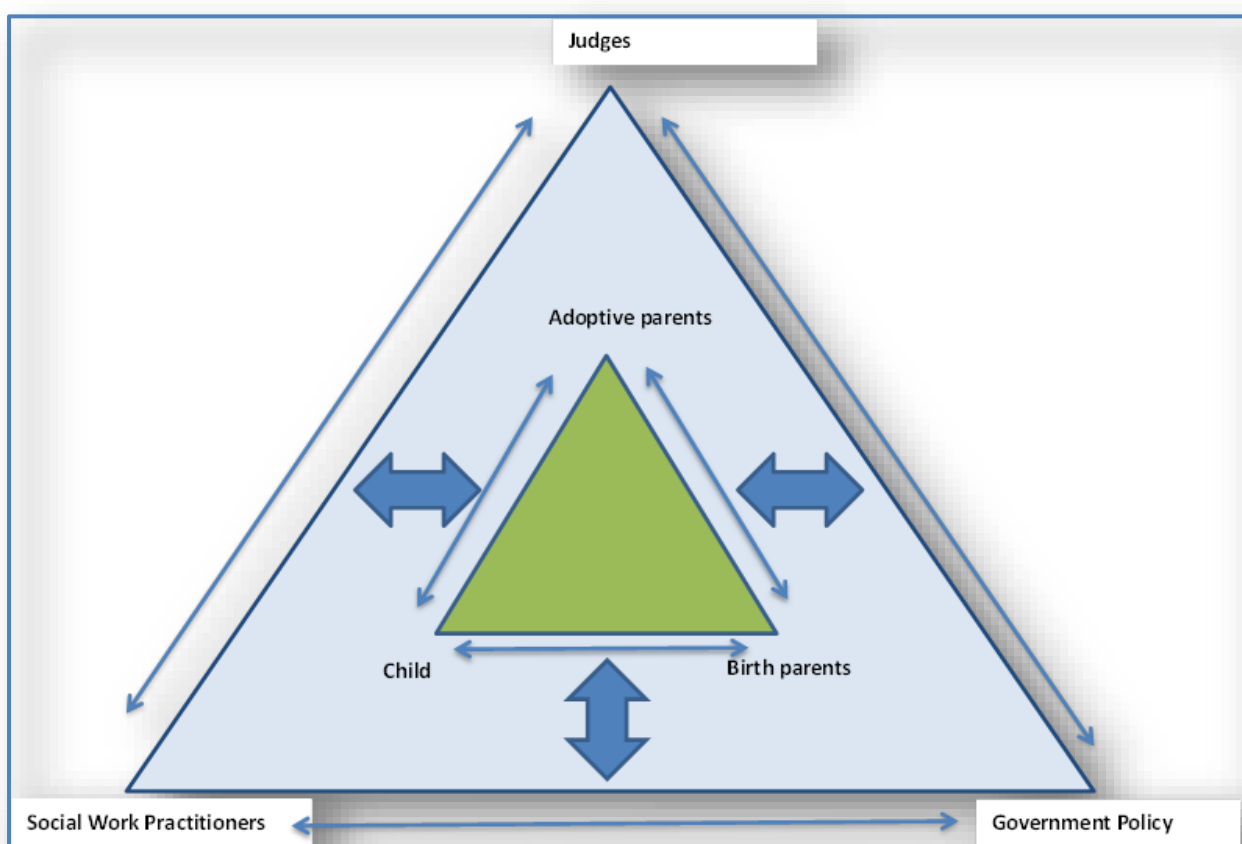 Judges
Adoptive parents
Child
Birth parents
Social Work Practitioners
Government Policy